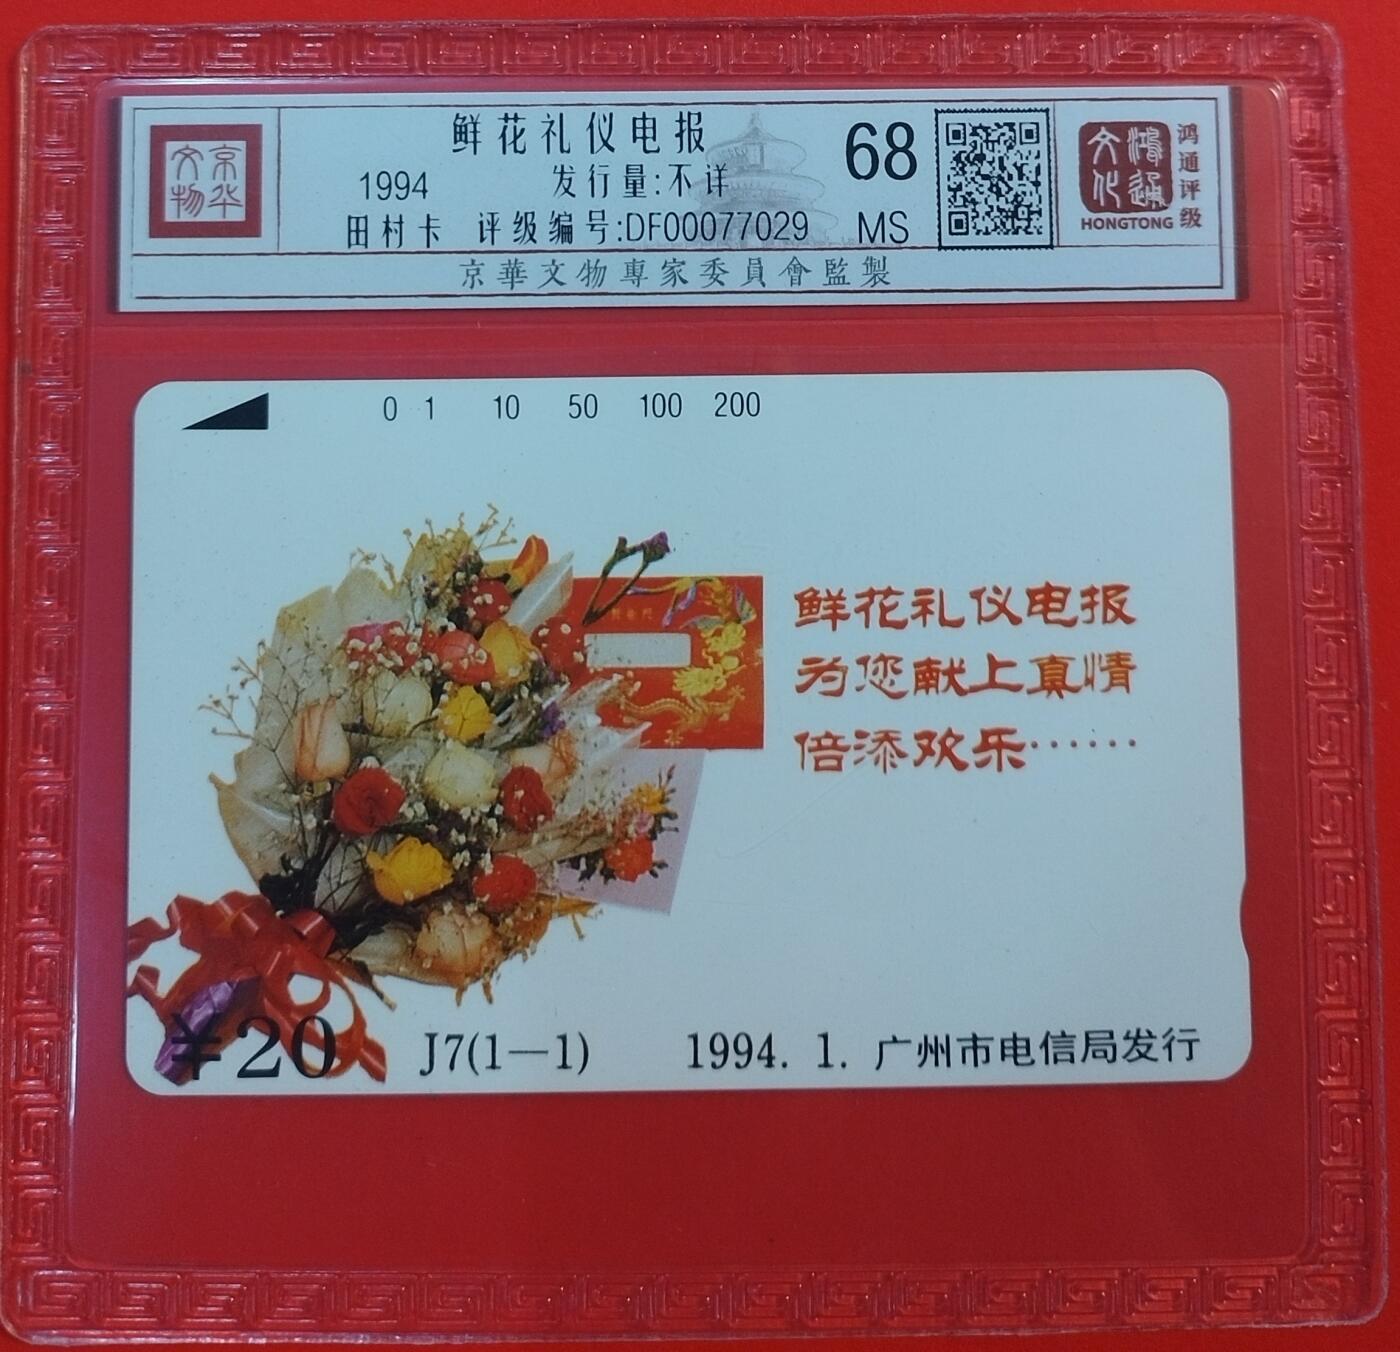 京华
文物
鲜花礼仪电报
1994 发行量:不详
田村卡 评级编号:DF00077029
68
MS
鸿通
文化
HONGTONG
鸿通评级
京華文物專家委員會監製
0 1 10 50 100 200
鲜花礼仪电报
为您献上真情
倍添欢乐······
¥20 J7(1—1) 1994. 1. 广州市电信局发行